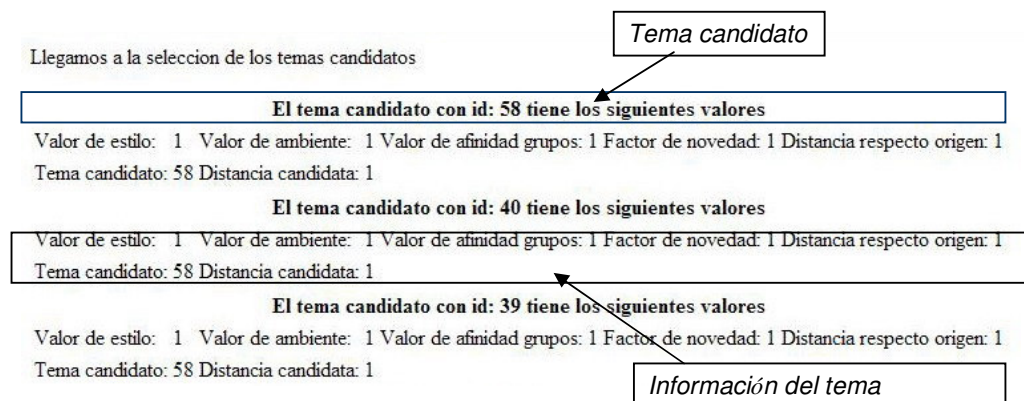 Tema candidato
Llegamos a la seleccion de los temas candidatos
El tema candidato con id: 58 tiene los siguientes valores
Valor de estilo: 1 Valor de ambiente: 1 Valor de afinidad grupos: 1 Factor de novedad: 1 Distancia respecto origen: 1
Tema candidato: 58 Distancia candidata: 1
El tema candidato con id: 40 tiene los siguientes valores
Valor de estilo: 1 Valor de ambiente: 1 Valor de afinidad grupos: 1 Factor de novedad: 1 Distancia respecto origen: 1
Tema candidato: 58 Distancia candidata: 1
El tema candidato con id: 39 tiene los siguientes valores
Valor de estilo: 1 Valor de ambiente: 1 Valor de afinidad grupos: 1 Factor de novedad: 1 Distancia respecto origen: 1
Tema candidato: 58 Distancia candidata: 1
Información del tema